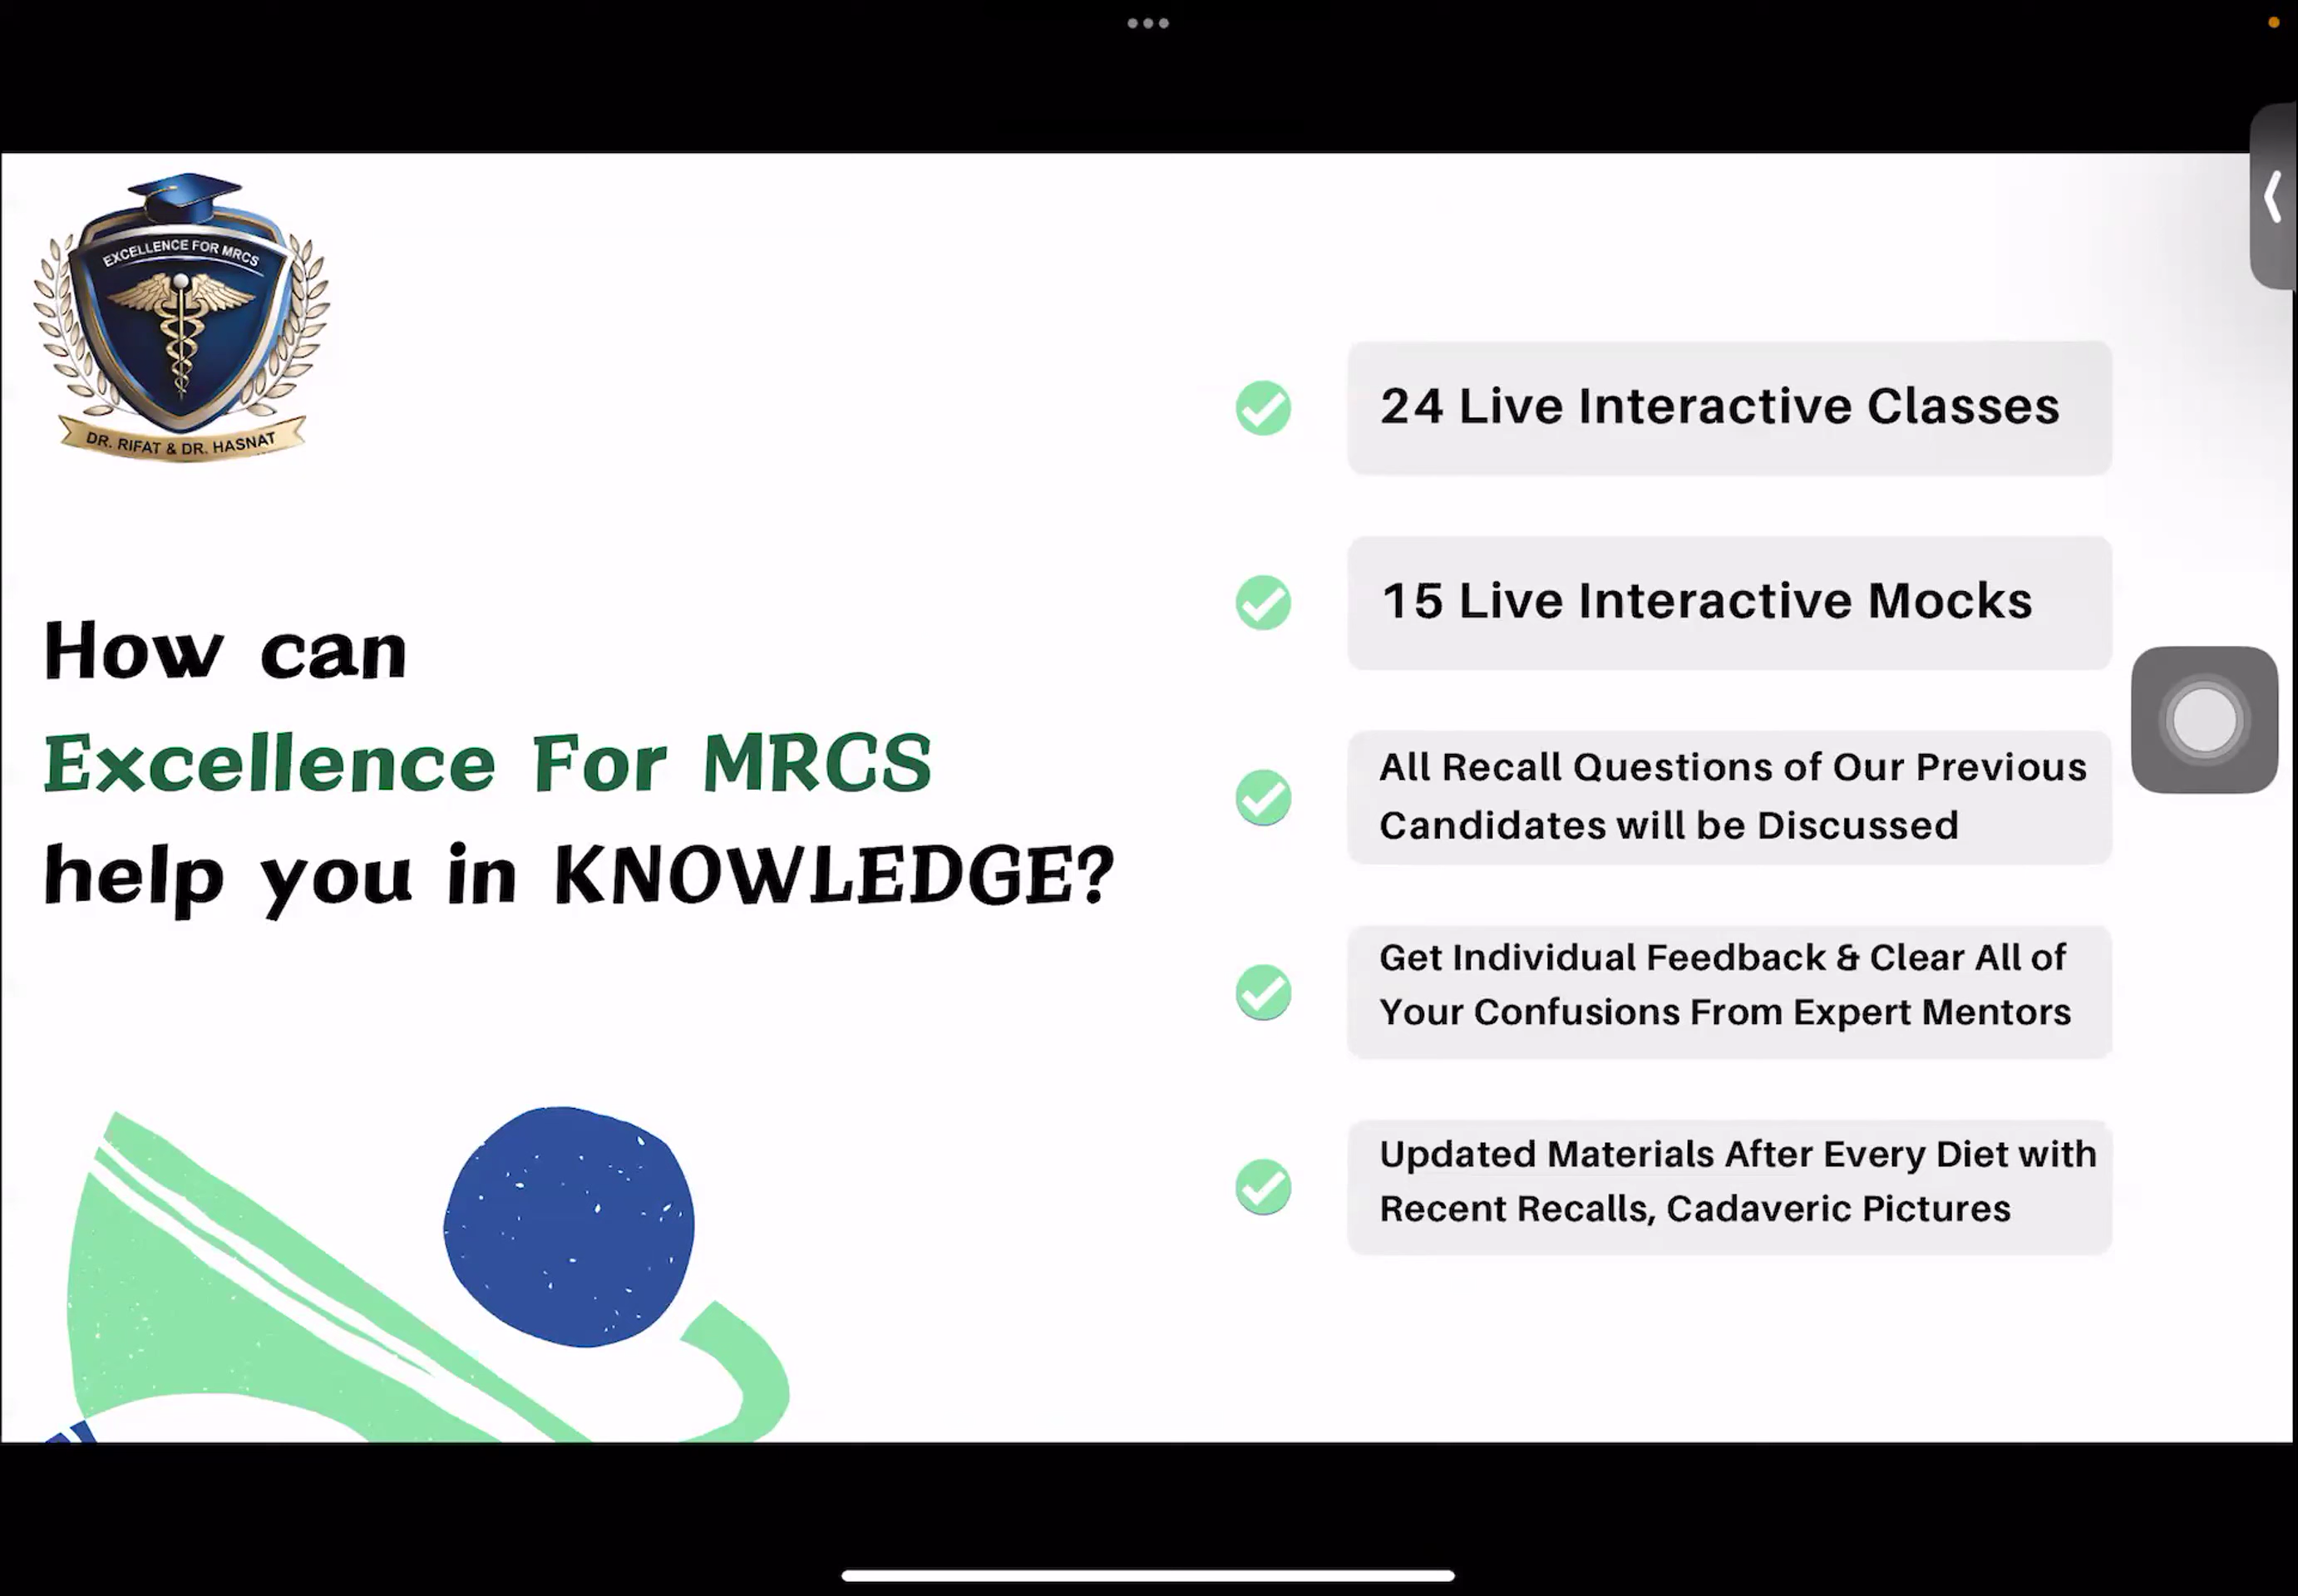 EXCELLENCE FOR MRCS
DR. RIFAT & DR. HASNAT
How can
Excellence For MRCS
help you in KNOWLEDGE?
24 Live Interactive Classes
15 Live Interactive Mocks
All Recall Questions of Our Previous
Candidates will be Discussed
Get Individual Feedback & Clear All of
Your Confusions From Expert Mentors
Updated Materials After Every Diet with
Recent Recalls, Cadaveric Pictures